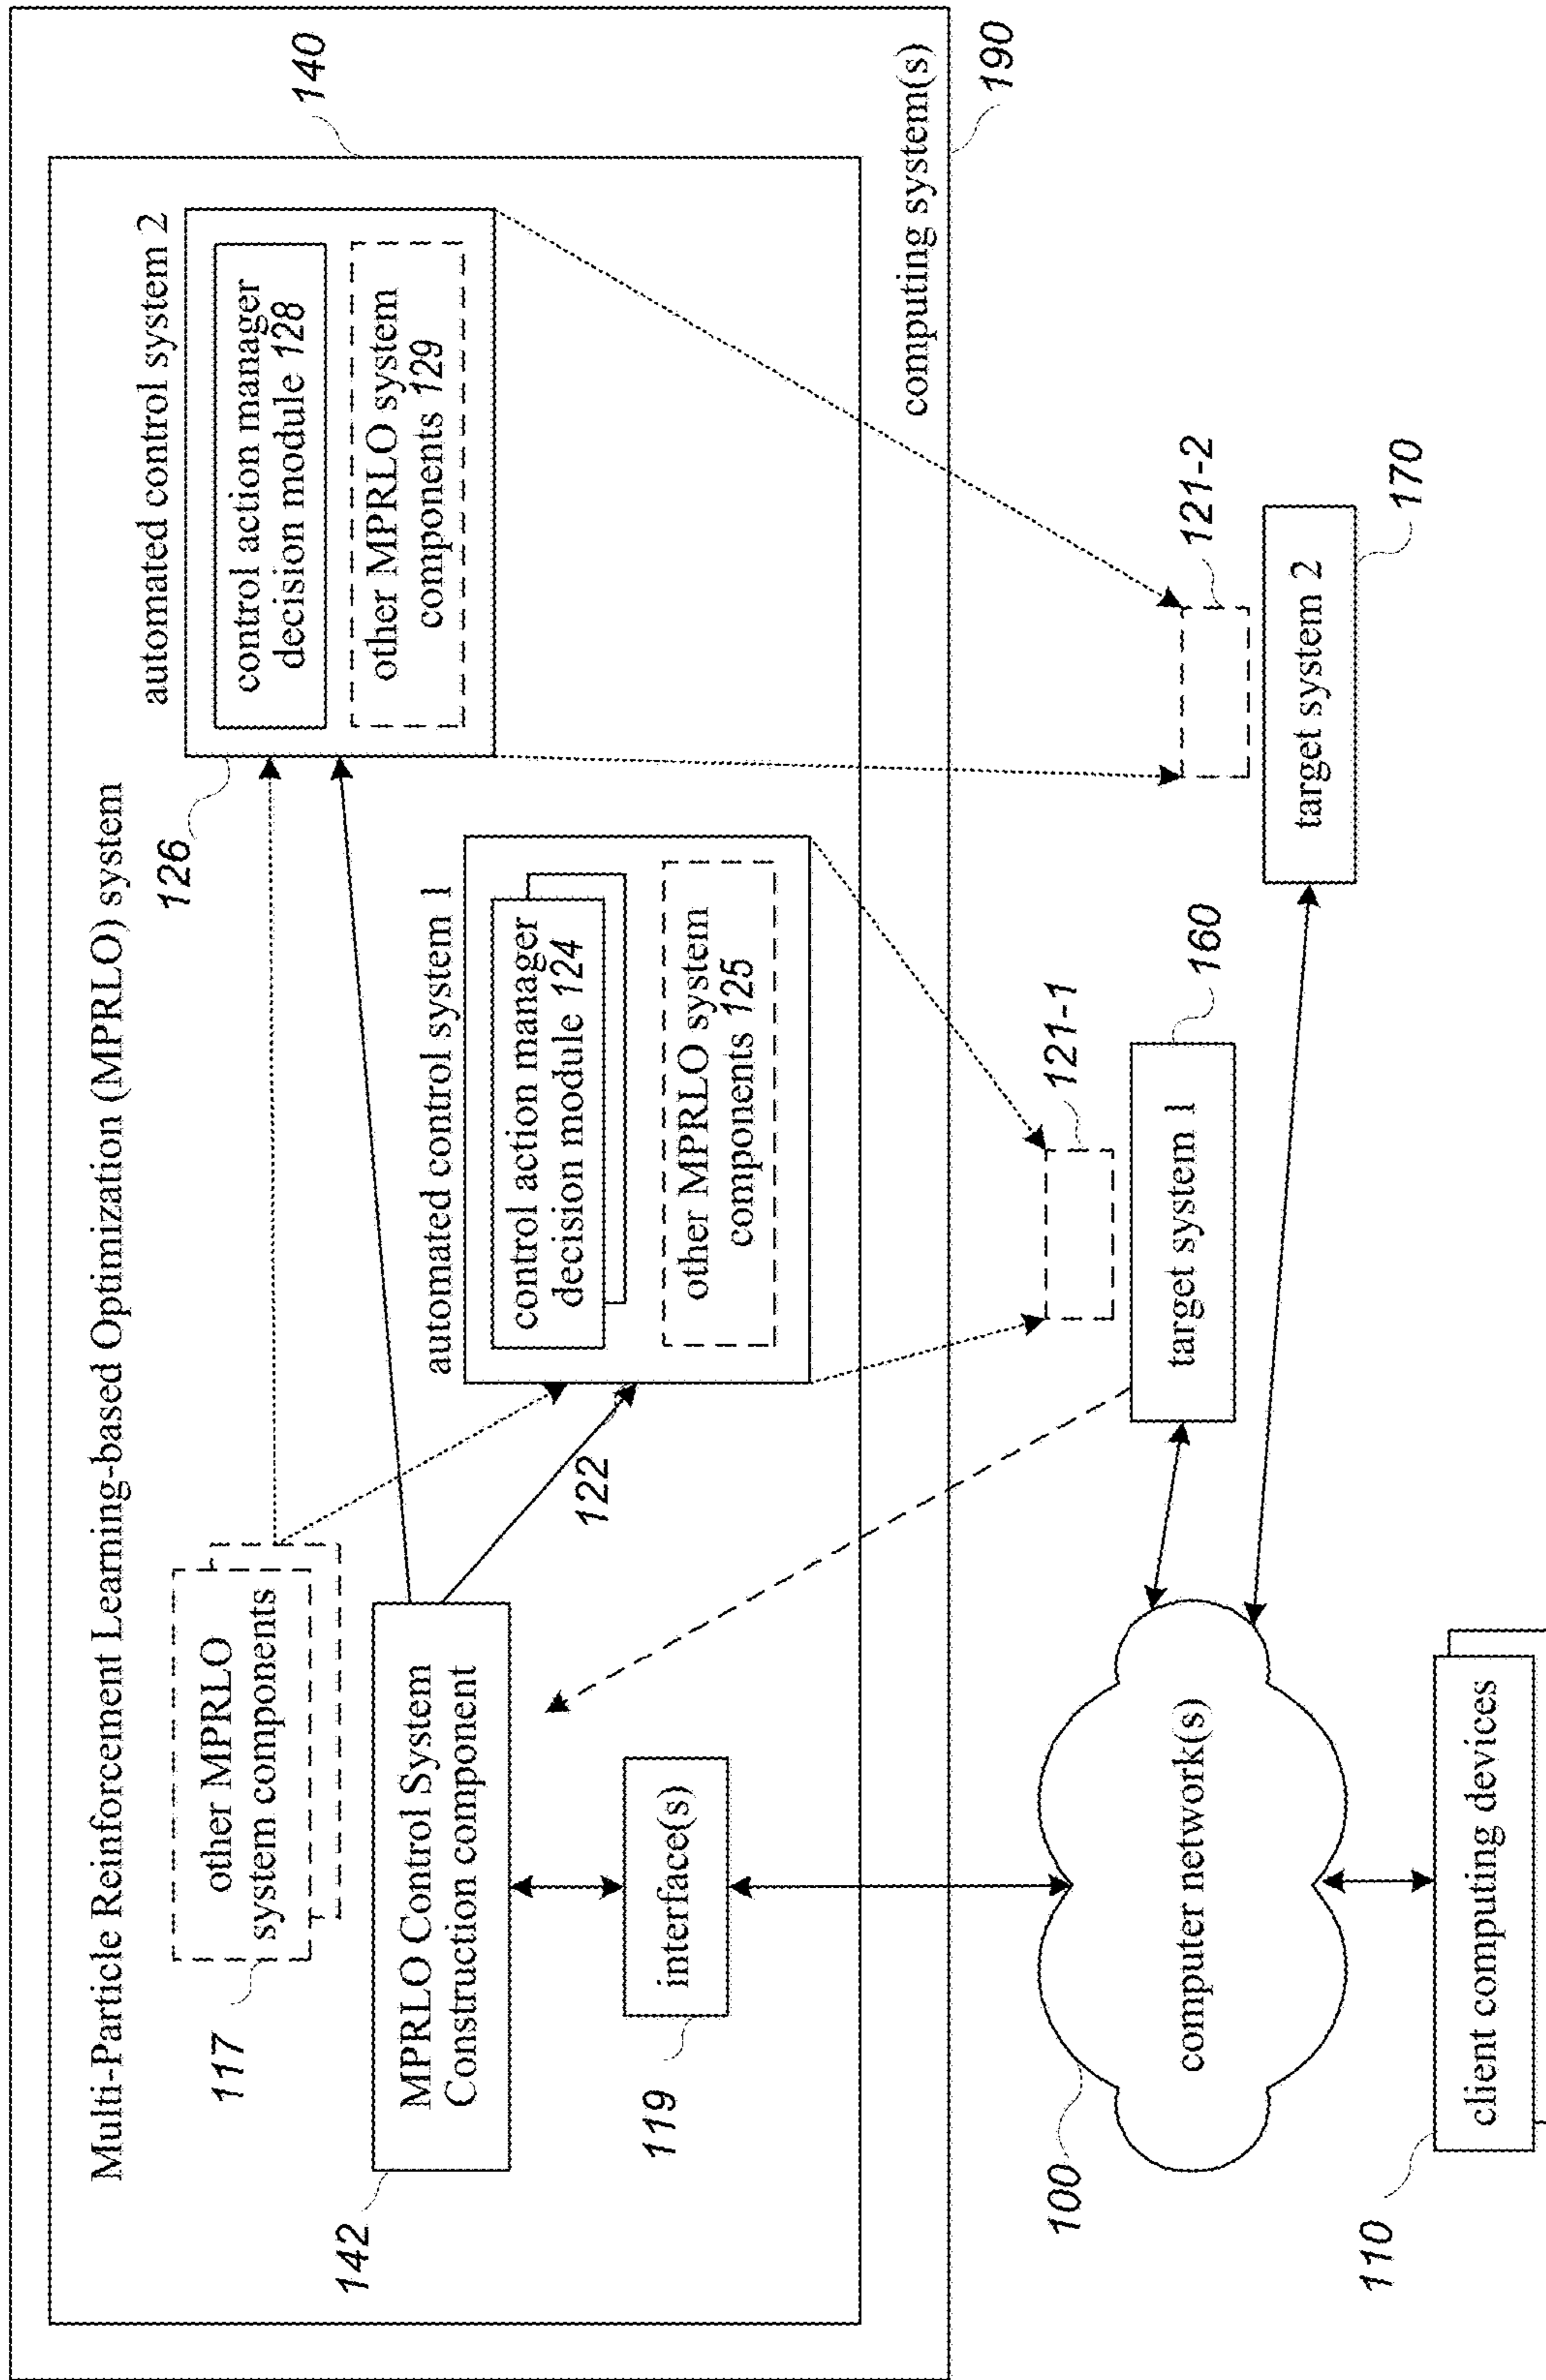 Multi-Particle Reinforcement Learning-based Optimization (MPRLO) system
140
117
other MPRLO
system components
126
automated control system 2
control action manager
decision module 128
other MPRLO system
components 129
142
MPRLO Control System
Construction component
122
automated control system 1
control action manager
decision module 124
other MPRLO system
components 125
119
interface(s)
computing system(s)
190
100
computer network(s)
121-1
target system 1
160
121-2
target system 2
170
110
client computing devices